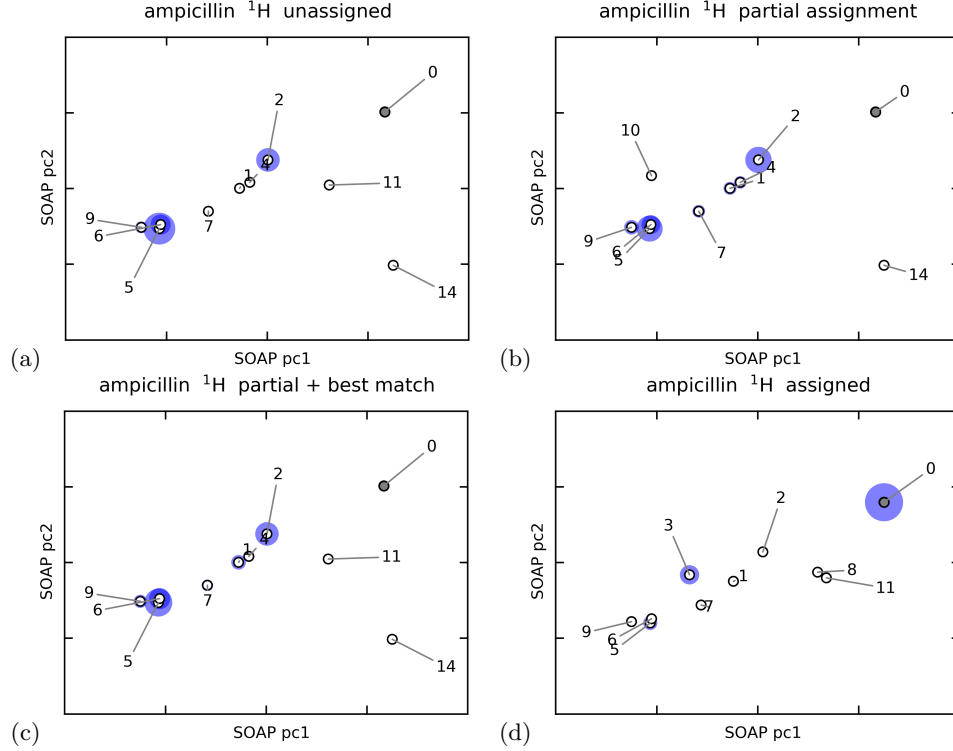 ampicillin ¹H unassigned
0
2
1
4
11
9
6
7
5
14
SOAP pc2
SOAP pc1
(a)
ampicillin ¹H partial assignment
0
2
10
4
1
9
6
5
7
14
SOAP pc2
SOAP pc1
(b)
ampicillin ¹H partial + best match
0
2
1
4
11
9
6
7
5
14
SOAP pc2
SOAP pc1
(c)
ampicillin ¹H assigned
0
2
3
1
8
11
7
9
6
5
SOAP pc2
SOAP pc1
(d)